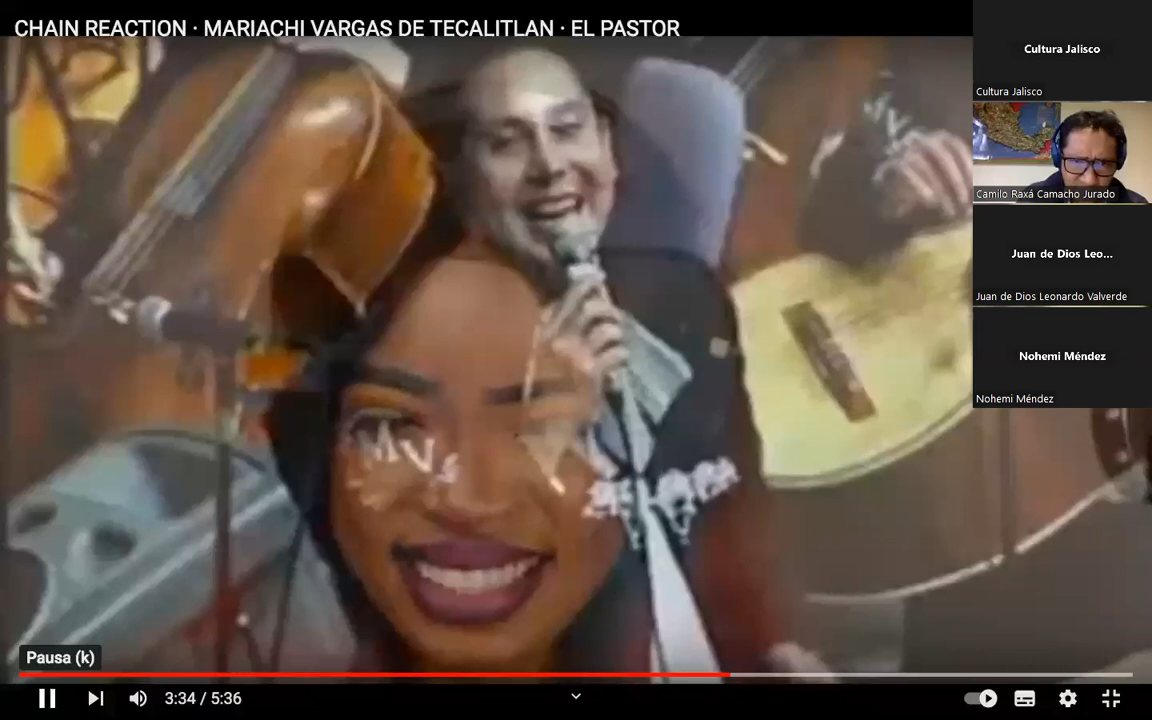 CHAIN REACTION · MARIACHI VARGAS DE TECALITLAN · EL PASTOR
Cultura Jalisco
Cultura Jalisco
Camilo Raxá Camacho Jurado
Juan de Dios Leo...
Juan de Dios Leonardo Valverde
Nohemi Méndez
Nohemi Méndez
Pausa (k)
3:34 / 5:36